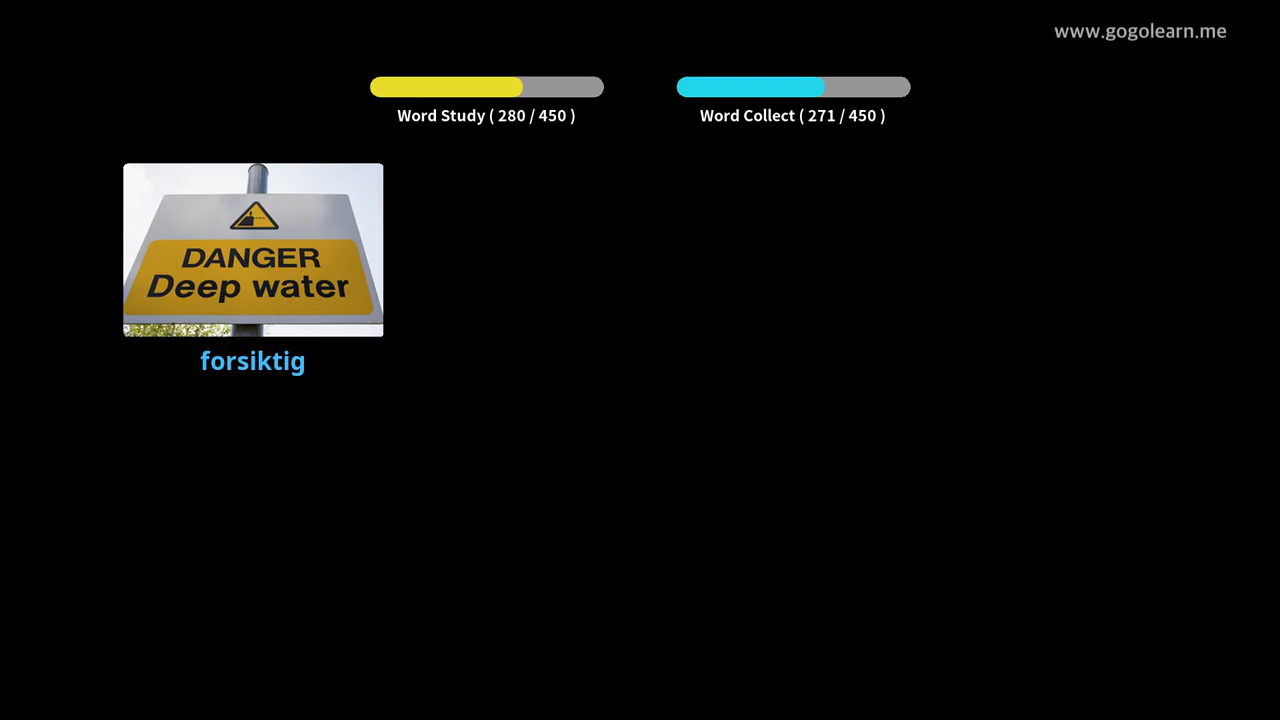 www.gogolearn.me
Word Study ( 280 / 450 )
Word Collect ( 271 / 450 )
DANGER
Deep water
forsiktig